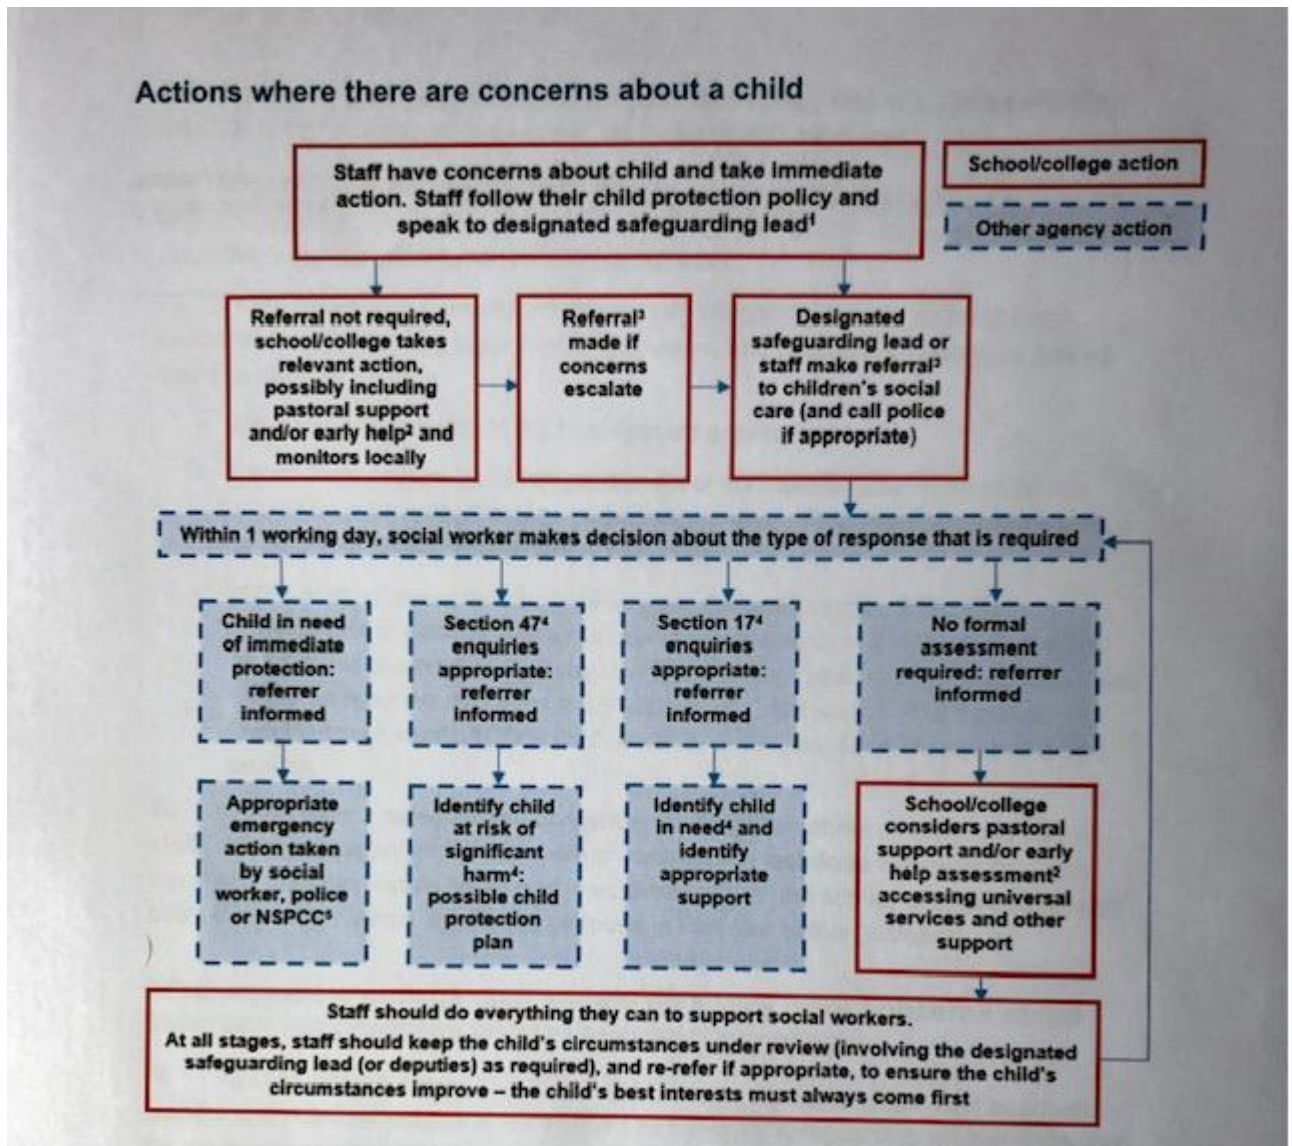 Actions where there are concerns about a child
Staff have concerns about child and take immediate
action. Staff follow their child protection policy and
speak to designated safeguarding lead¹
School/college action
Other agency action
Referral not required,
school/college takes
relevant action,
possibly including
pastoral support
and/or early help² and
monitors locally
Referral³
made if
concerns
escalate
Designated
safeguarding lead or
staff make referral³
to children's social
care (and call police
if appropriate)
Within 1 working day, social worker makes decision about the type of response that is required
Child in need
of immediate
protection:
referrer
informed
Section 47⁴
enquiries
appropriate:
referrer
informed
Section 17⁴
enquiries
appropriate:
referrer
informed
No formal
assessment
required: referrer
informed
Appropriate
emergency
action taken
by social
worker, police
or NSPCC⁵
Identify child
at risk of
significant
harm⁴:
possible child
protection
plan
Identify child
in need⁴ and
identify
appropriate
support
School/college
considers pastoral
support and/or early
help assessment²
accessing universal
services and other
support
Staff should do everything they can to support social workers.
At all stages, staff should keep the child's circumstances under review (involving the designated
safeguarding lead (or deputies) as required), and re-refer if appropriate, to ensure the child's
circumstances improve – the child's best interests must always come first